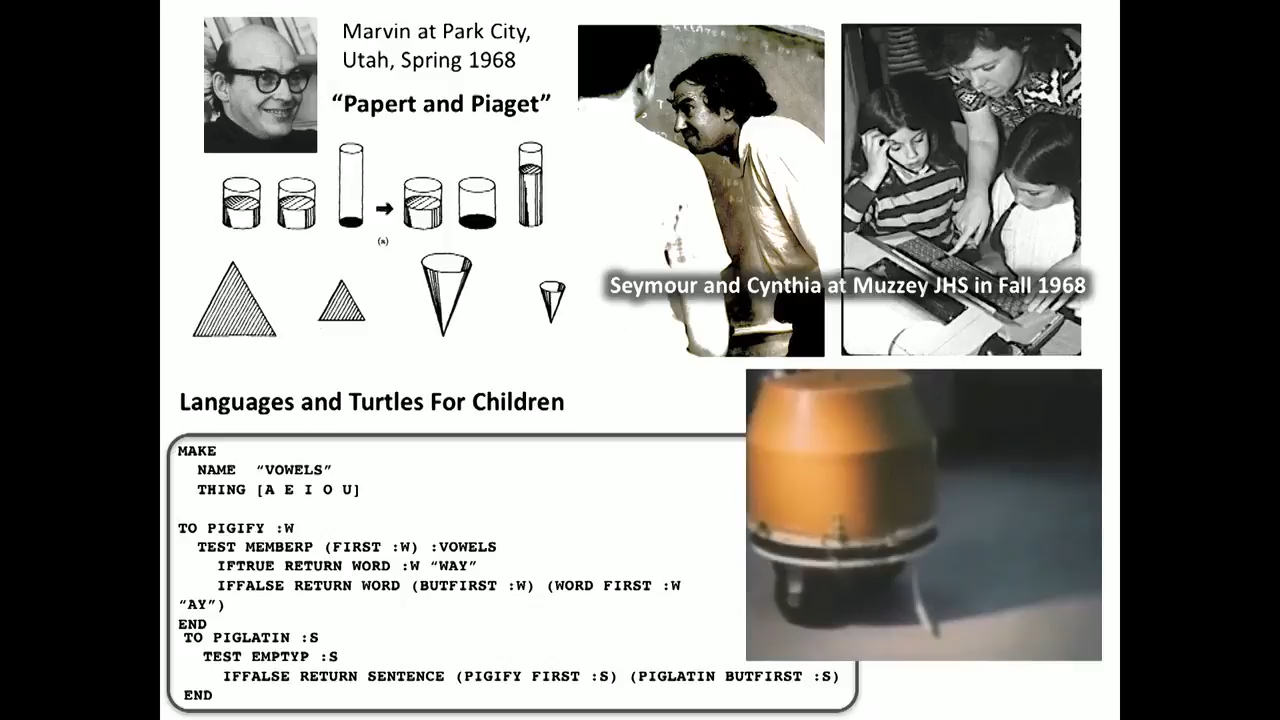 Marvin at Park City,
Utah, Spring 1968
“Papert and Piaget”
(a)
Seymour and Cynthia at Muzzey JHS in Fall 1968
Languages and Turtles For Children
MAKE
NAME “VOWELS”
THING [A E I O U]
TO PIGIFY :W
TEST MEMBERP (FIRST :W) :VOWELS
IFTRUE RETURN WORD :W “WAY”
IFFALSE RETURN WORD (BUTFIRST :W) (WORD FIRST :W
“AY”)
END
TO PIGLATIN :S
TEST EMPTYP :S
IFFALSE RETURN SENTENCE (PIGIFY FIRST :S) (PIGLATIN BUTFIRST :S)
END